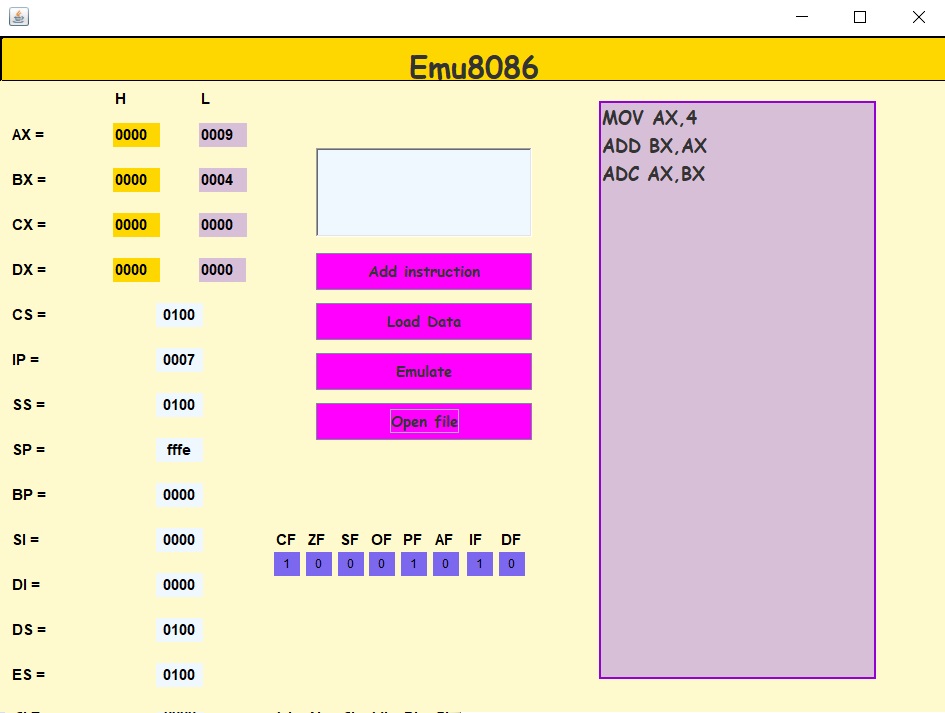 Emu8086
H L
AX = 0000 0009
BX = 0000 0004
CX = 0000 0000
DX = 0000 0000
CS = 0100
IP = 0007
SS = 0100
SP = fffe
BP = 0000
SI = 0000
DI = 0000
DS = 0100
ES = 0100
Add instruction
Load Data
Emulate
Open file
CF ZF SF OF PF AF IF DF
1 0 0 0 1 0 1 0
MOV AX,4
ADD BX,AX
ADC AX,BX